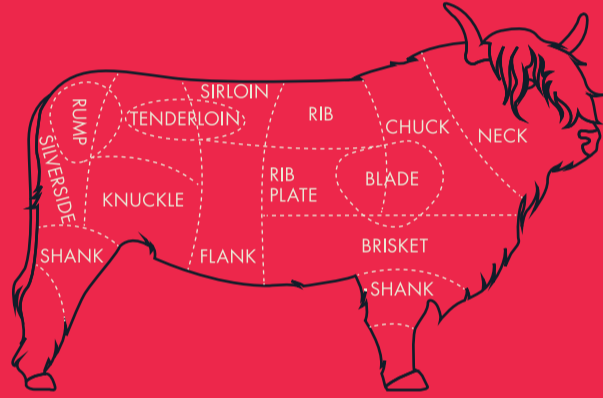 SIRLOIN
RUMP
TENDERLOIN
RIB
CHUCK
NECK
SILVERSIDE
KNUCKLE
RIB
PLATE
BLADE
SHANK
FLANK
BRISKET
SHANK